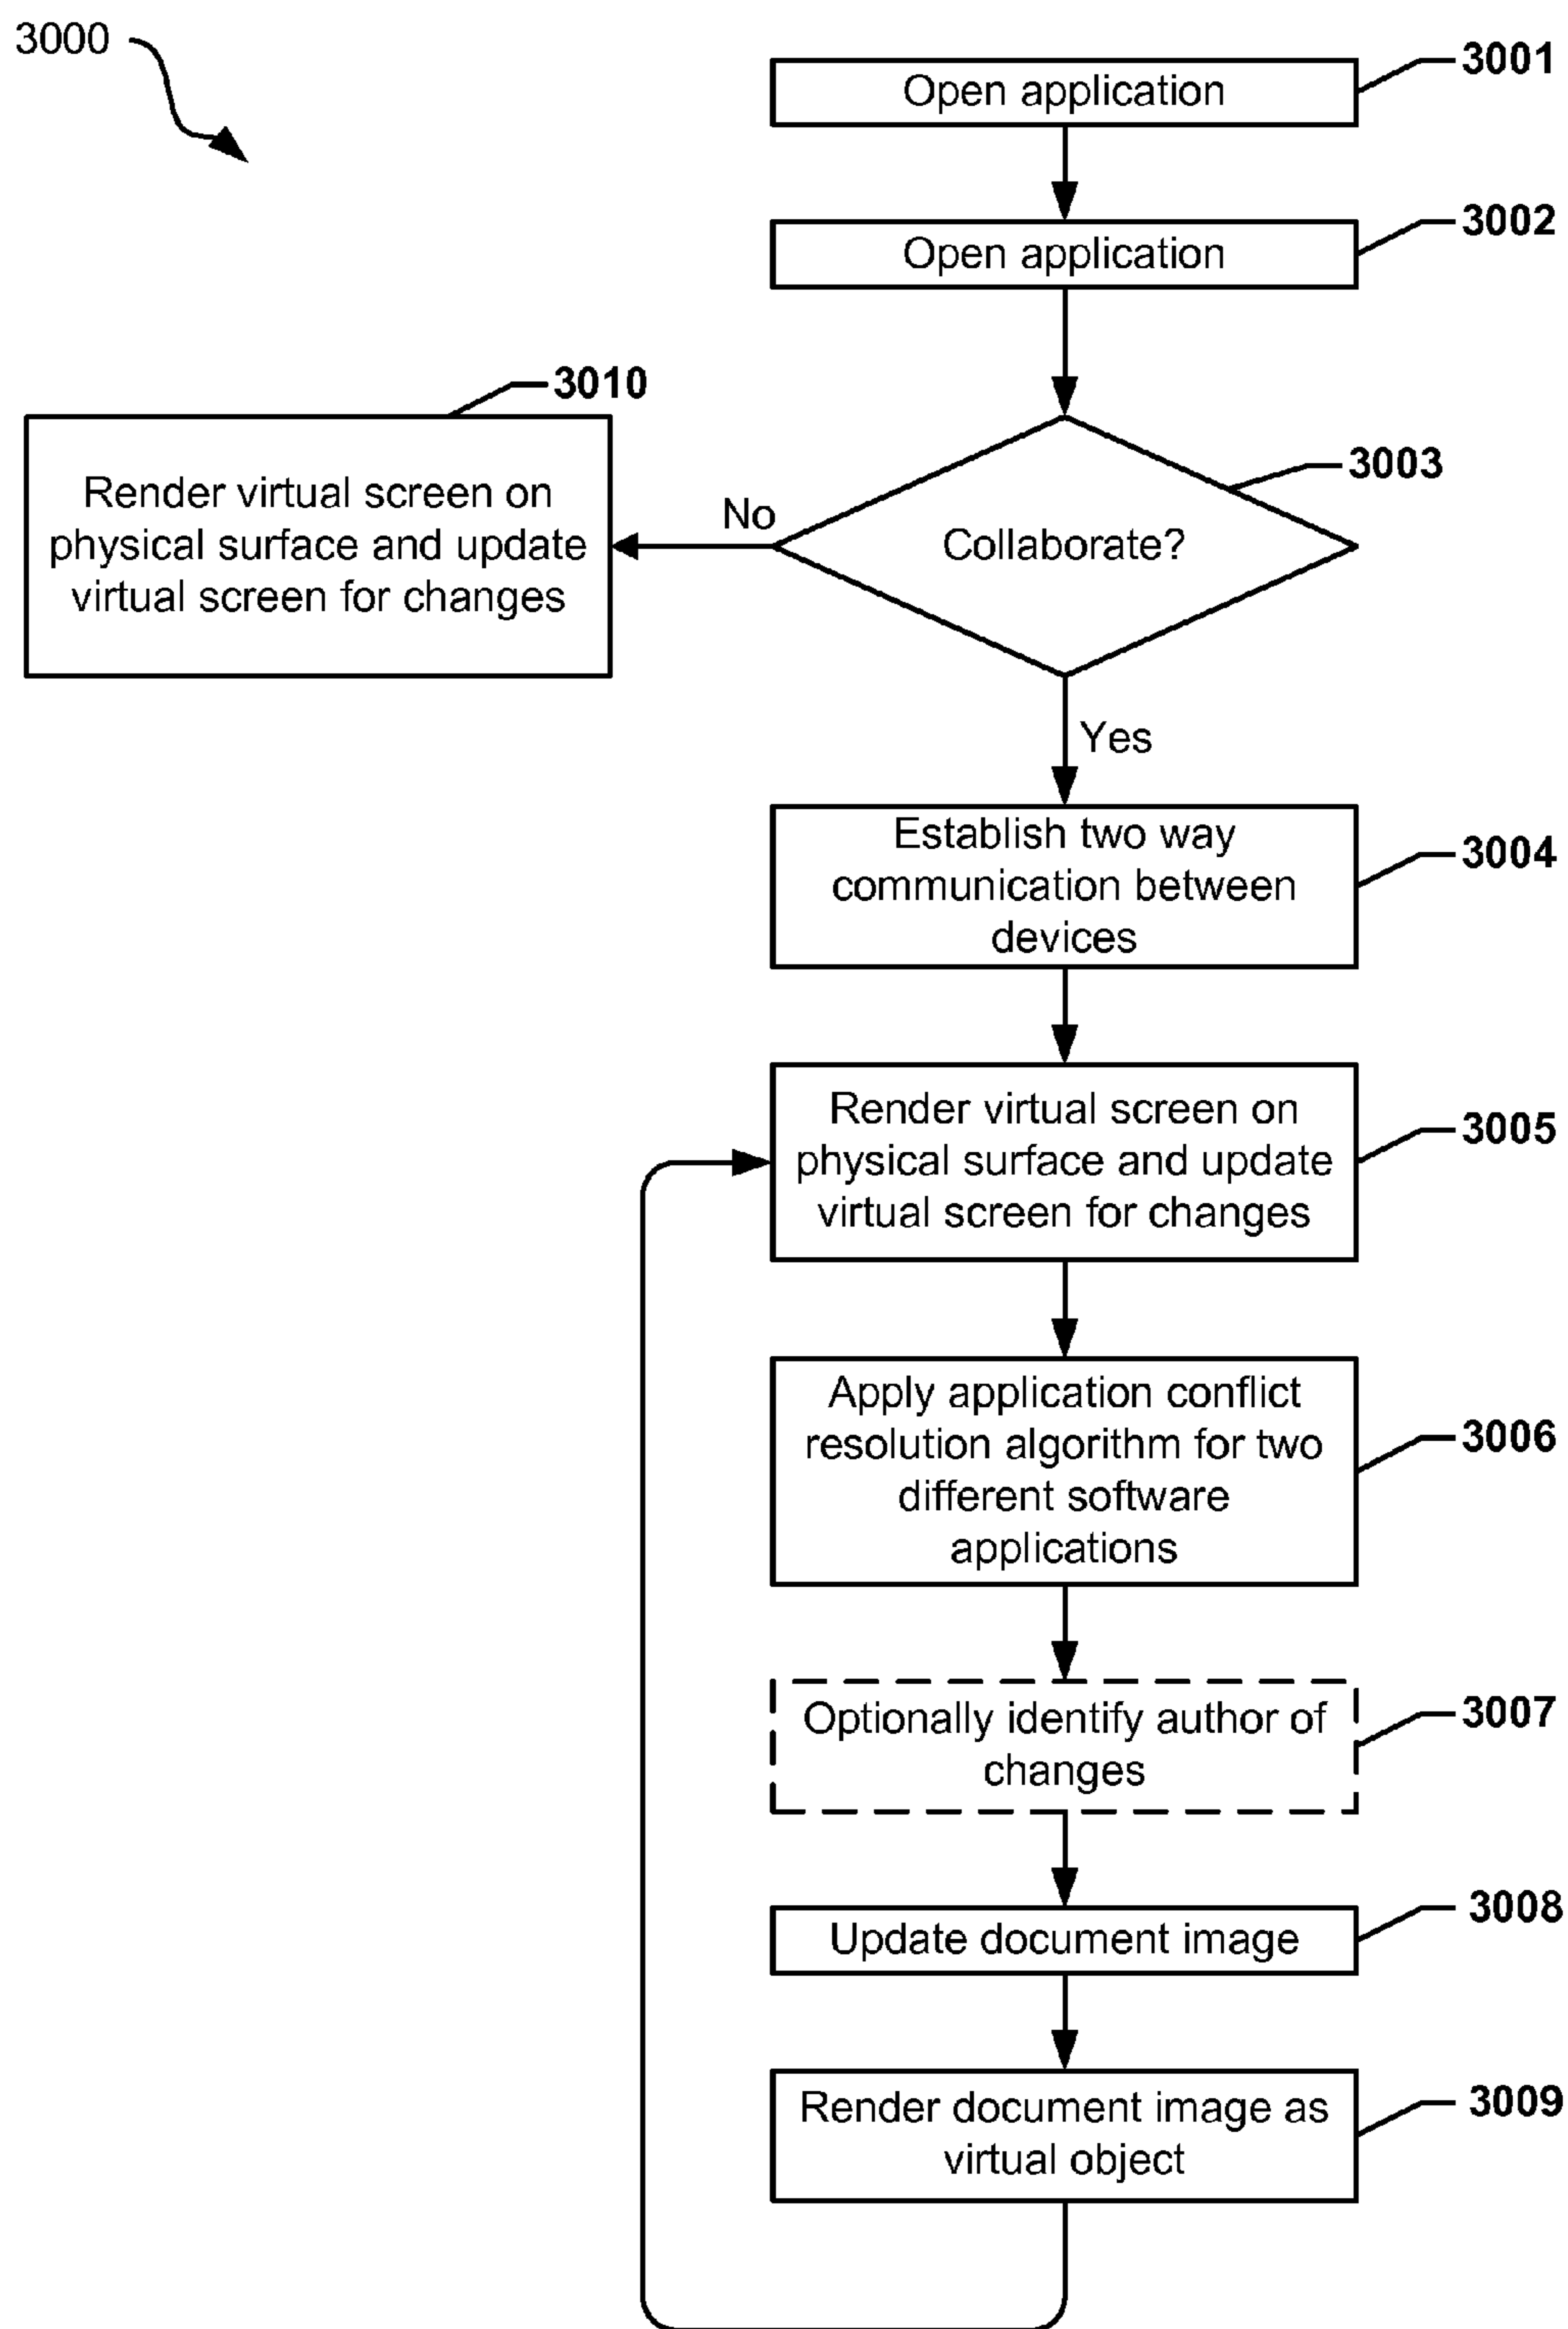 3000
3001
Open application
3002
Open application
3010
Render virtual screen on
physical surface and update
virtual screen for changes
No
3003
Collaborate?
Yes
Establish two way
communication between
devices
3004
Render virtual screen on
physical surface and update
virtual screen for changes
3005
Apply application conflict
resolution algorithm for two
different software
applications
3006
Optionally identify author of
changes
3007
Update document image
3008
Render document image as
virtual object
3009